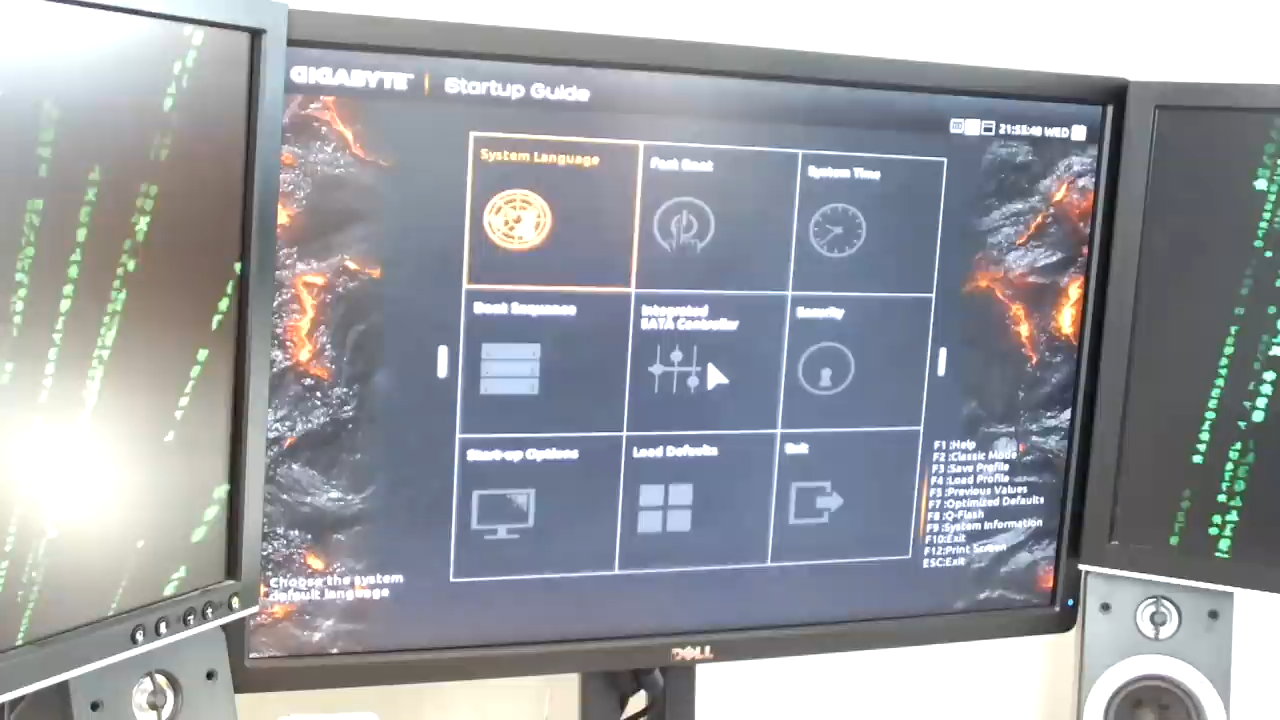 GIGABYTE™ | Startup Guide
21:55:48 WED
System Language
Fast Boot
System Time
Boot Sequence
Integrated
SATA Controller
Security
Start-up Options
Load Defaults
Exit
F1 :Help
F2 :Classic Mode
F3 :Save Profile
F4 :Load Profile
F5 :Previous Values
F7 :Optimized Defaults
F8 :Q-Flash
F9 :System Information
F10:Exit
F12:Print Screen
ESC:Exit
Choose the system
default language
DELL